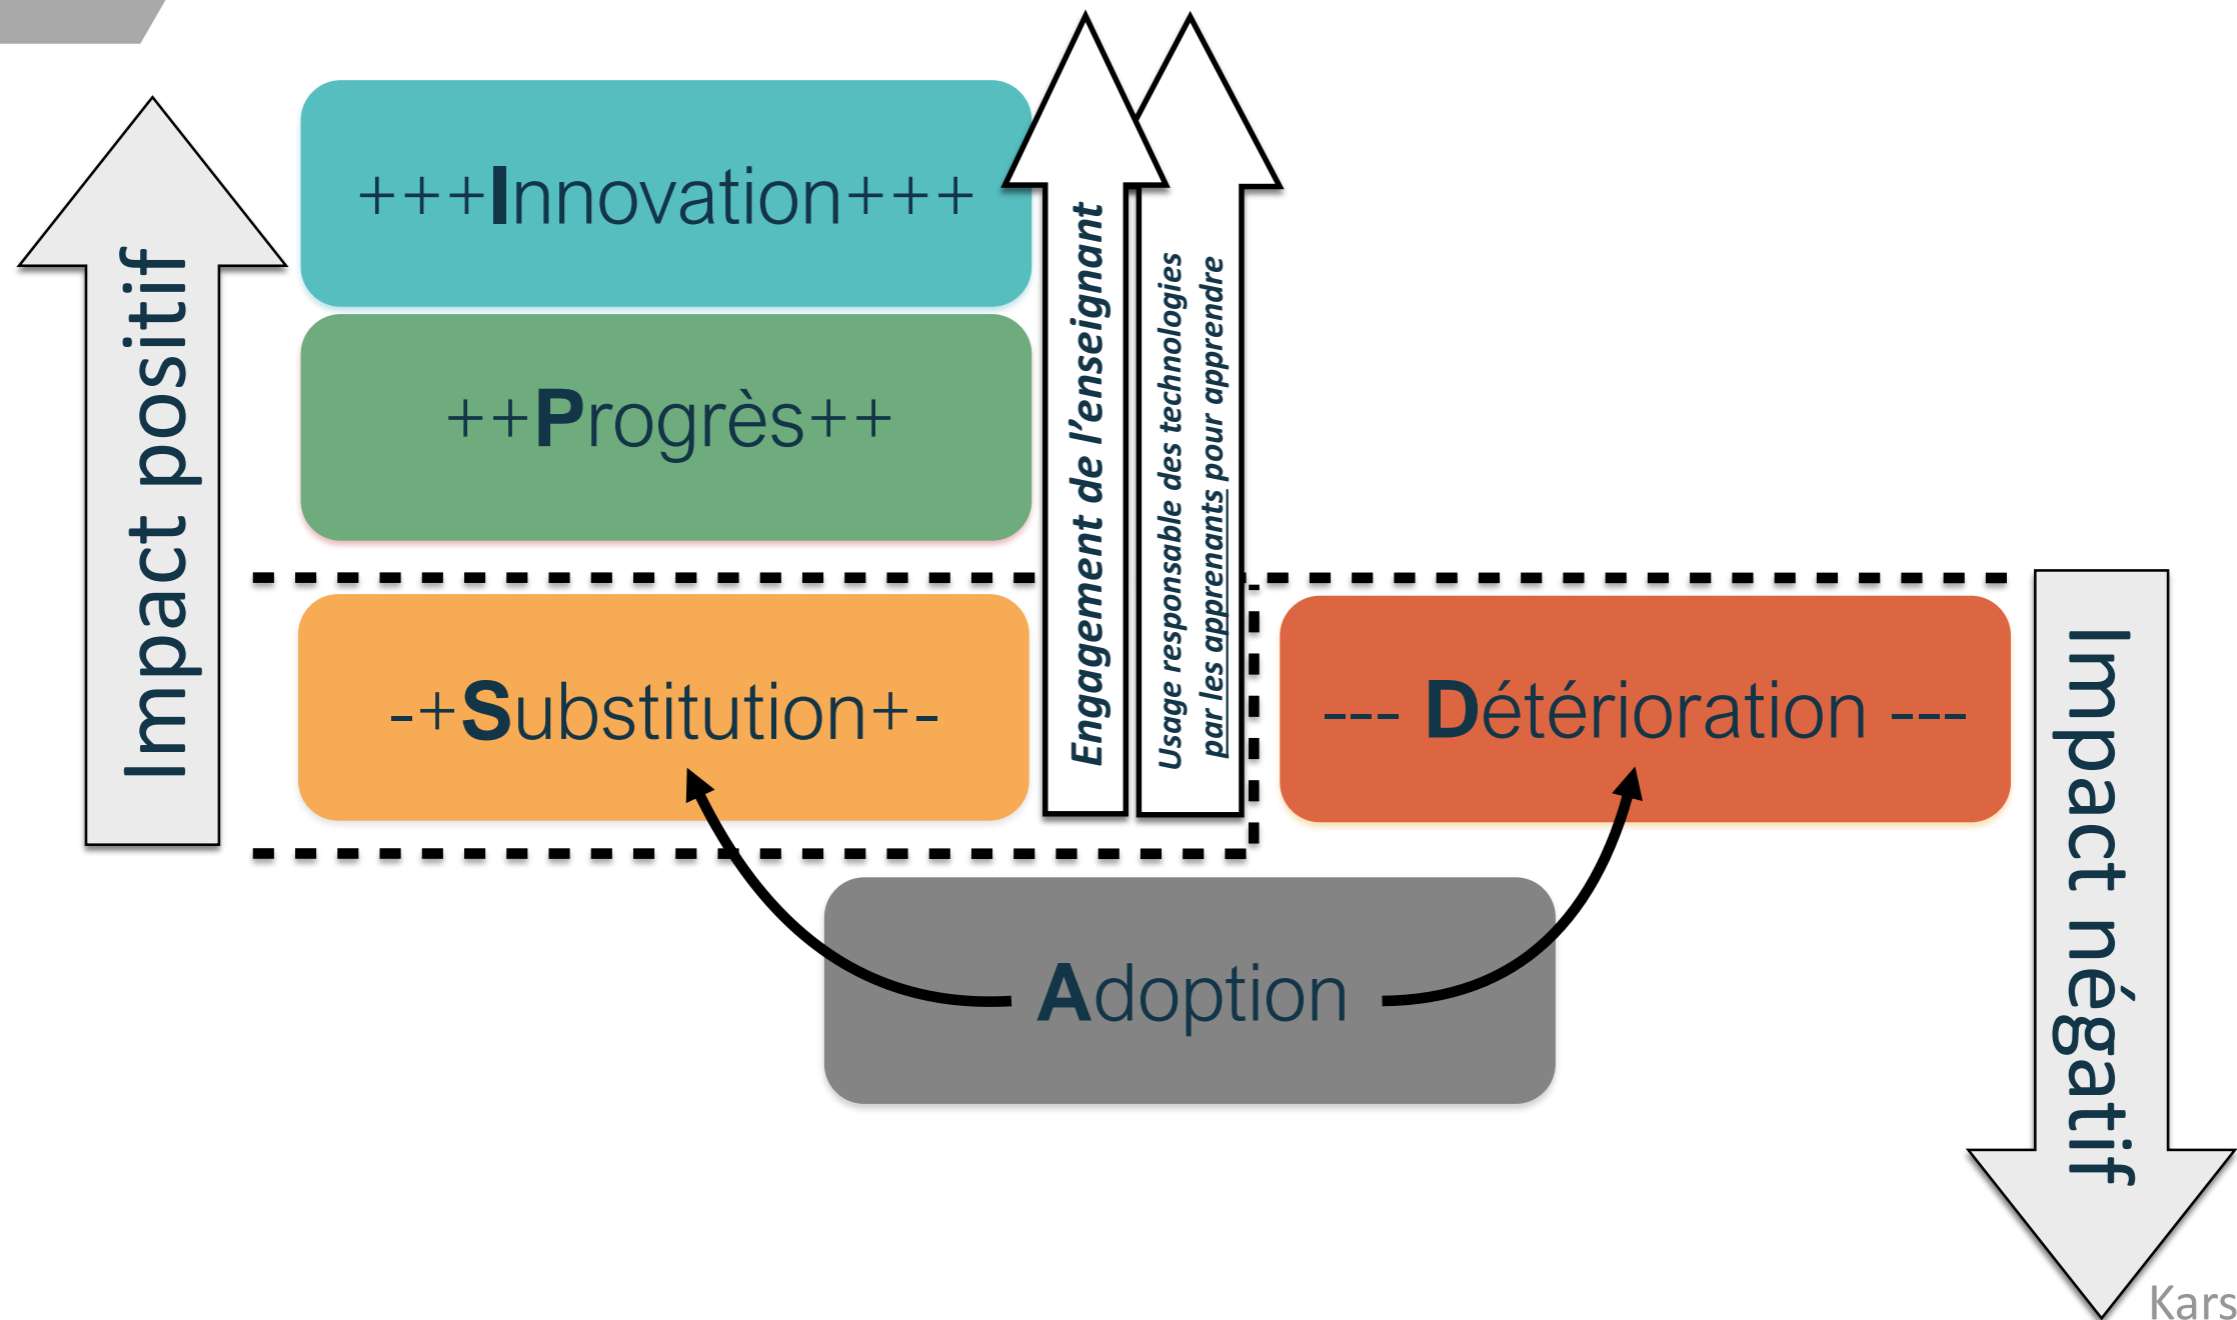 Impact positif
+++Innovation+++
++Progrès++
-+Substitution+-
Engagement de l'enseignant
Usage responsable des technologies
par les apprenants pour apprendre
--- Détérioration ---
Adoption
Impact négatif
Kars